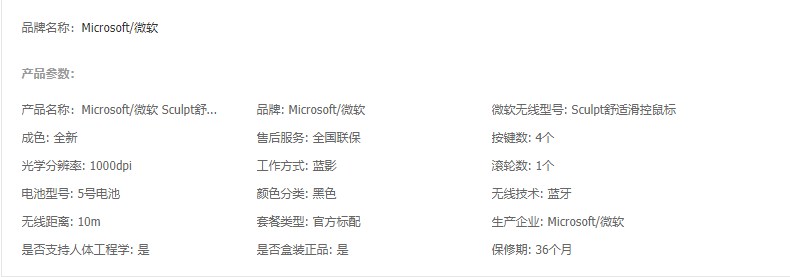 品牌名称: Microsoft/微软
产品参数:
产品名称: Microsoft/微软 Sculpt舒... 品牌: Microsoft/微软 微软无线型号: Sculpt舒适滑控鼠标
成色: 全新 售后服务: 全国联保 按键数: 4个
光学分辨率: 1000dpi 工作方式: 蓝影 滚轮数: 1个
电池型号: 5号电池 颜色分类: 黑色 无线技术: 蓝牙
无线距离: 10m 套餐类型: 官方标配 生产企业: Microsoft/微软
是否支持人体工程学: 是 是否盒装正品: 是 保修期: 36个月